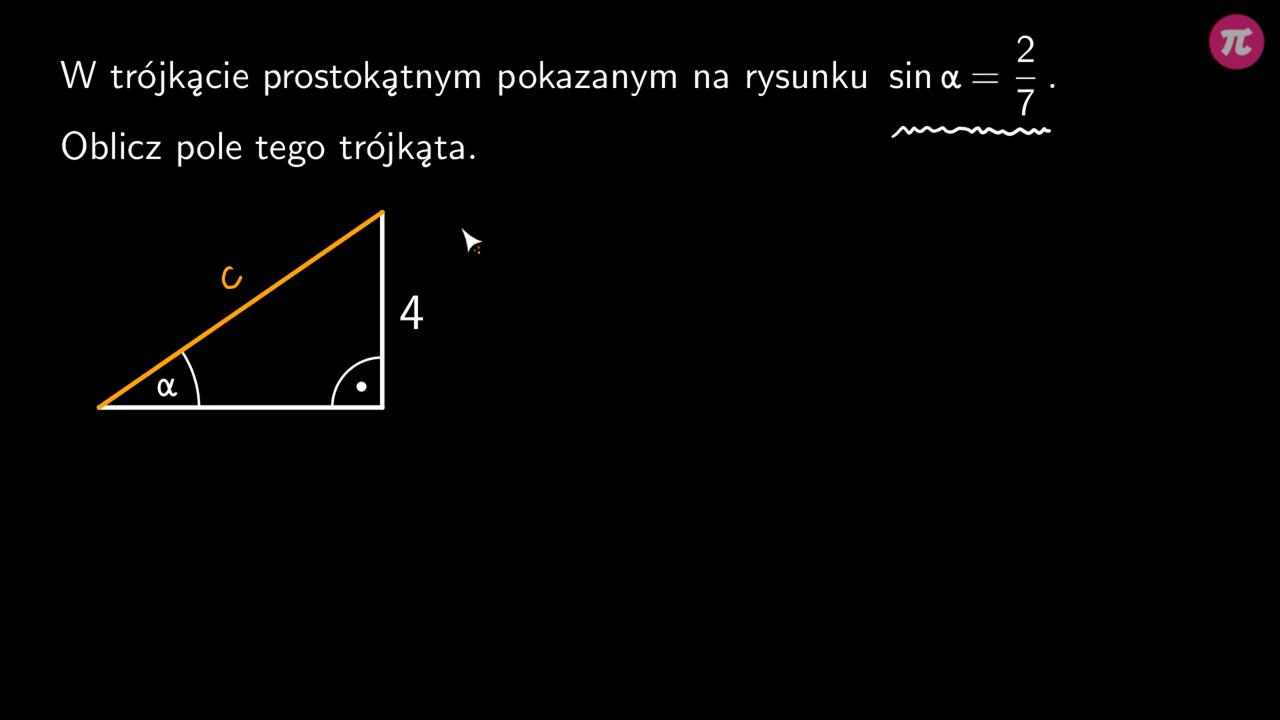 W trójkącie prostokątnym pokazanym na rysunku sin α = 2/7 .
Oblicz pole tego trójkąta.
c
4
α
π